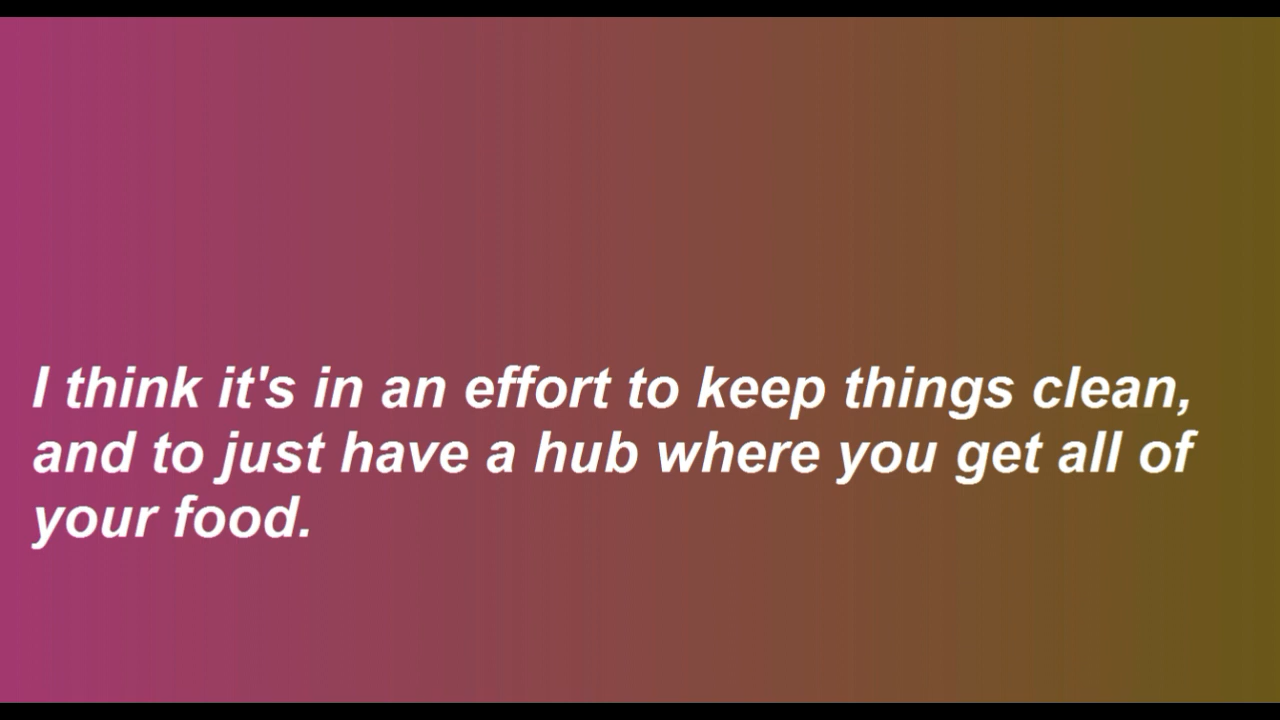 I think it's in an effort to keep things clean,
and to just have a hub where you get all of
your food.